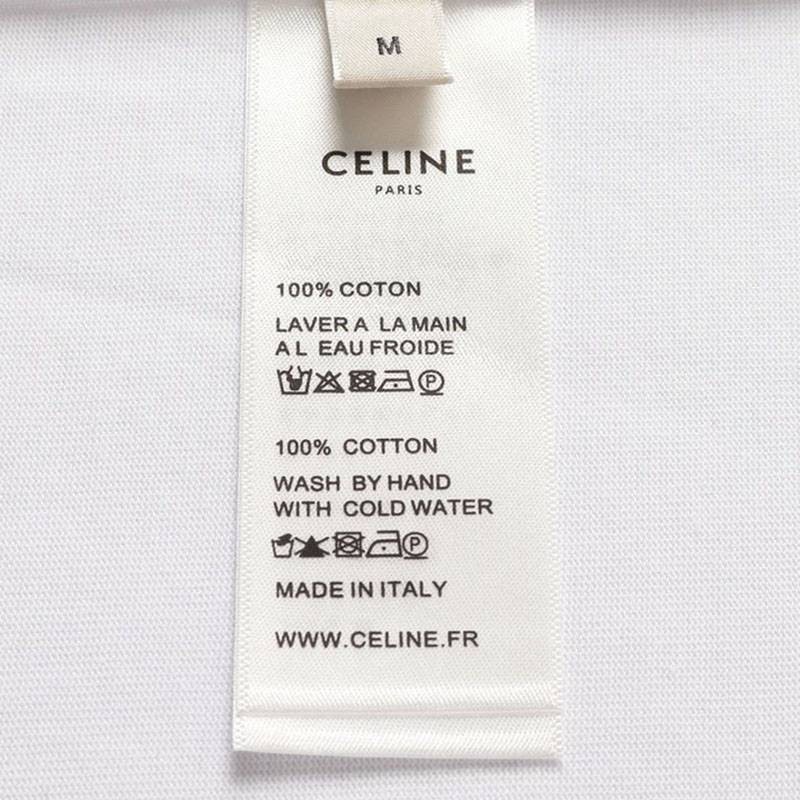 M
CELINE
PARIS
100% COTON
LAVER A LA MAIN
A L EAU FROIDE
P
100% COTTON
WASH BY HAND
WITH COLD WATER
P
MADE IN ITALY
WWW.CELINE.FR